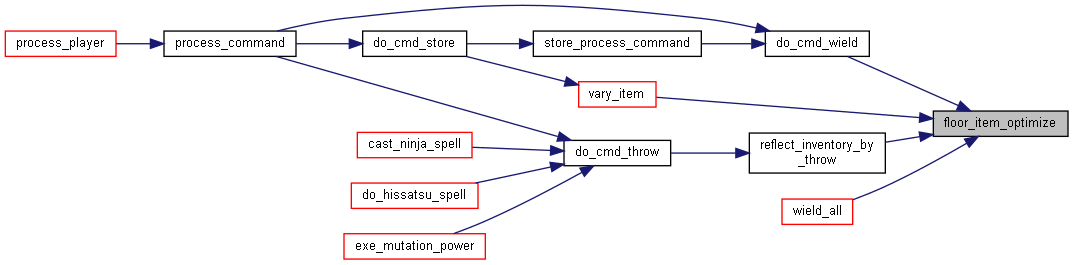 process_player
process_command
do_cmd_store
store_process_command
do_cmd_wield
vary_item
floor_item_optimize
cast_ninja_spell
do_cmd_throw
reflect_inventory_by
_throw
do_hissatsu_spell
wield_all
exe_mutation_power